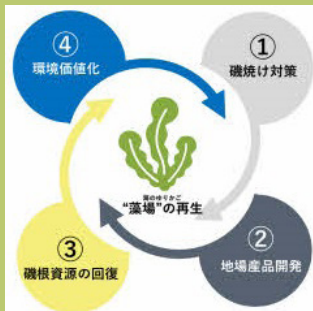 ④
環境価値化
①
磯焼け対策
海のゆりかご
“藻場”の再生
③
磯根資源の回復
②
地場産品開発